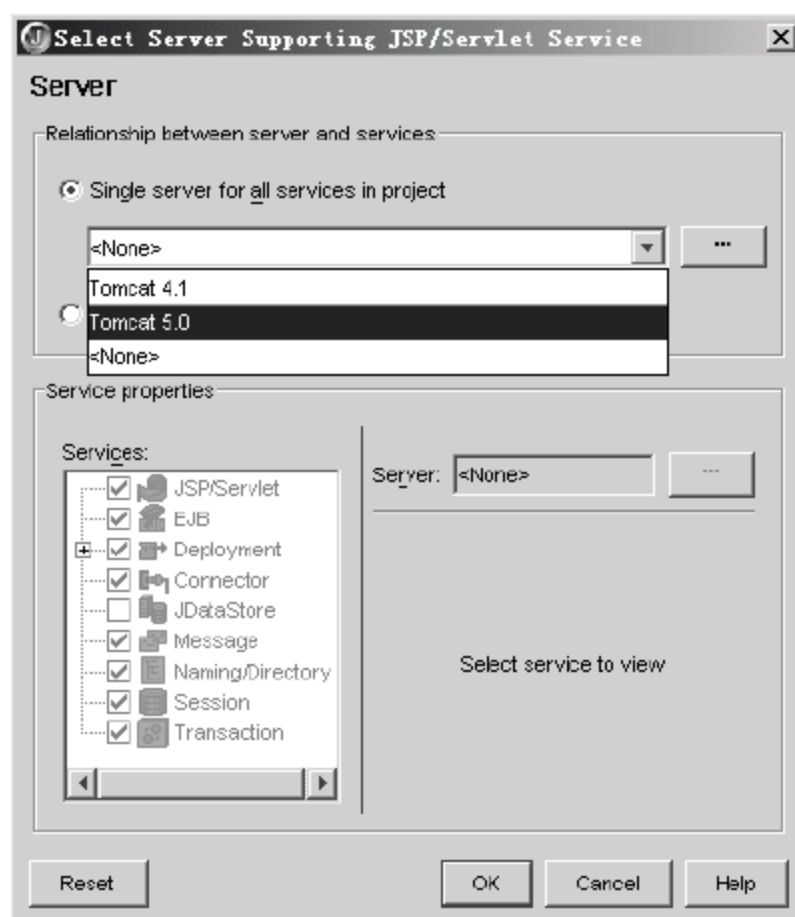 Select Server Supporting JSP/Servlet Service
Server
Relationship between server and services
Single server for all services in project
<None>
...
Tomcat 4.1
Tomcat 5.0
<None>
Service properties
Services:
JSP/Servlet
EJB
Deployment
Connector
JDataStore
Message
Naming/Directory
Session
Transaction
Server:
<None>
...
Select service to view
Reset
OK
Cancel
Help